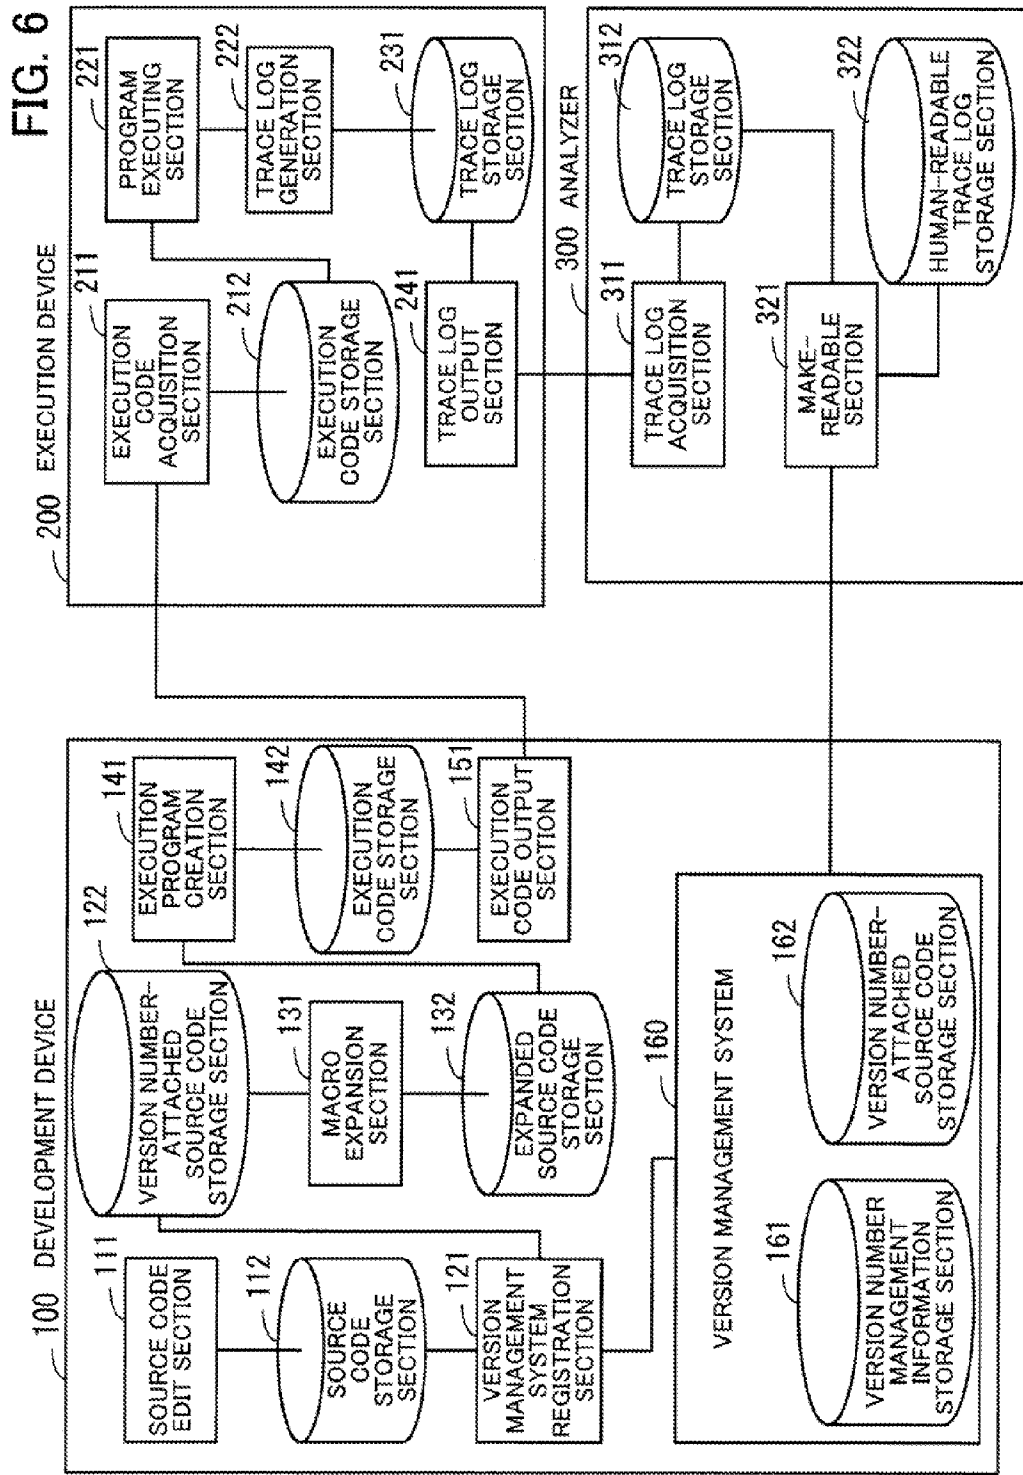 FIG. 6
100 DEVELOPMENT DEVICE
111
SOURCE CODE
EDIT SECTION
112
SOURCE
CODE
STORAGE
SECTION
121
VERSION
MANAGEMENT
SYSTEM
REGISTRATION
SECTION
122
VERSION NUMBER-
ATTACHED
SOURCE CODE
STORAGE SECTION
131
MACRO
EXPANSION
SECTION
132
EXPANDED
SOURCE CODE
STORAGE
SECTION
141
EXECUTION
PROGRAM
CREATION
SECTION
142
EXECUTION
CODE STORAGE
SECTION
151
EXECUTION
CODE OUTPUT
SECTION
160
VERSION MANAGEMENT SYSTEM
161
VERSION NUMBER
MANAGEMENT
INFORMATION
STORAGE SECTION
162
VERSION NUMBER-
ATTACHED
SOURCE CODE
STORAGE SECTION
200 EXECUTION DEVICE
211
EXECUTION
CODE
ACQUISITION
SECTION
212
EXECUTION
CODE STORAGE
SECTION
221
PROGRAM
EXECUTING
SECTION
222
TRACE LOG
GENERATION
SECTION
231
TRACE LOG
STORAGE
SECTION
241
TRACE LOG
OUTPUT
SECTION
300 ANALYZER
311
TRACE LOG
ACQUISITION
SECTION
312
TRACE LOG
STORAGE
SECTION
321
MAKE-
READABLE
SECTION
322
HUMAN-READABLE
TRACE LOG
STORAGE SECTION